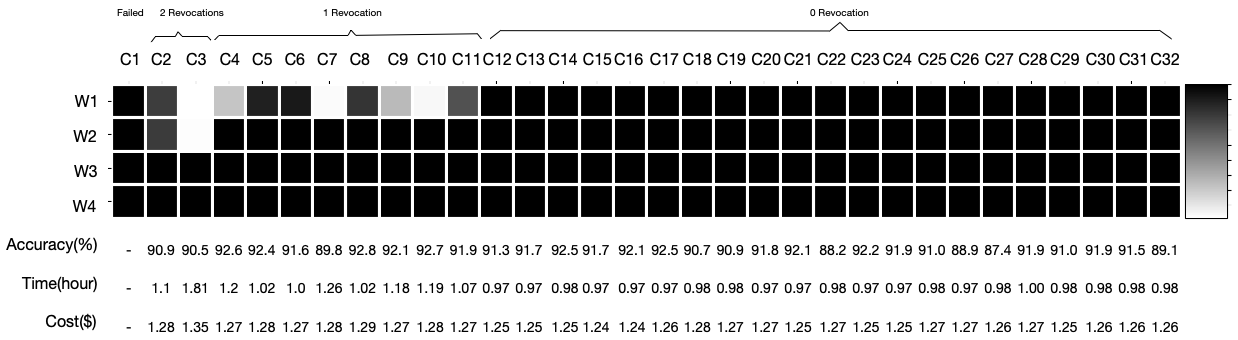 Failed 2 Revocations 1 Revocation 0 Revocation
C1 C2 C3 C4 C5 C6 C7 C8 C9 C10 C11 C12 C13 C14 C15 C16 C17 C18 C19 C20 C21 C22 C23 C24 C25 C26 C27 C28 C29 C30 C31 C32
W1
W2
W3
W4
Accuracy(%) - 90.9 90.5 92.6 92.4 91.6 89.8 92.8 92.1 92.7 91.9 91.3 91.7 92.5 91.7 92.1 92.5 90.7 90.9 91.8 92.1 88.2 92.2 91.9 91.0 88.9 87.4 91.9 91.0 91.9 91.5 89.1
Time(hour) - 1.1 1.81 1.2 1.02 1.0 1.26 1.02 1.18 1.19 1.07 0.97 0.97 0.98 0.97 0.97 0.97 0.98 0.98 0.97 0.97 0.98 0.97 0.97 0.98 0.97 0.98 1.00 0.98 0.98 0.98 0.98
Cost($) - 1.28 1.35 1.27 1.28 1.27 1.28 1.29 1.27 1.28 1.27 1.25 1.25 1.25 1.24 1.24 1.26 1.28 1.27 1.27 1.25 1.27 1.25 1.25 1.27 1.27 1.26 1.27 1.25 1.26 1.26 1.26